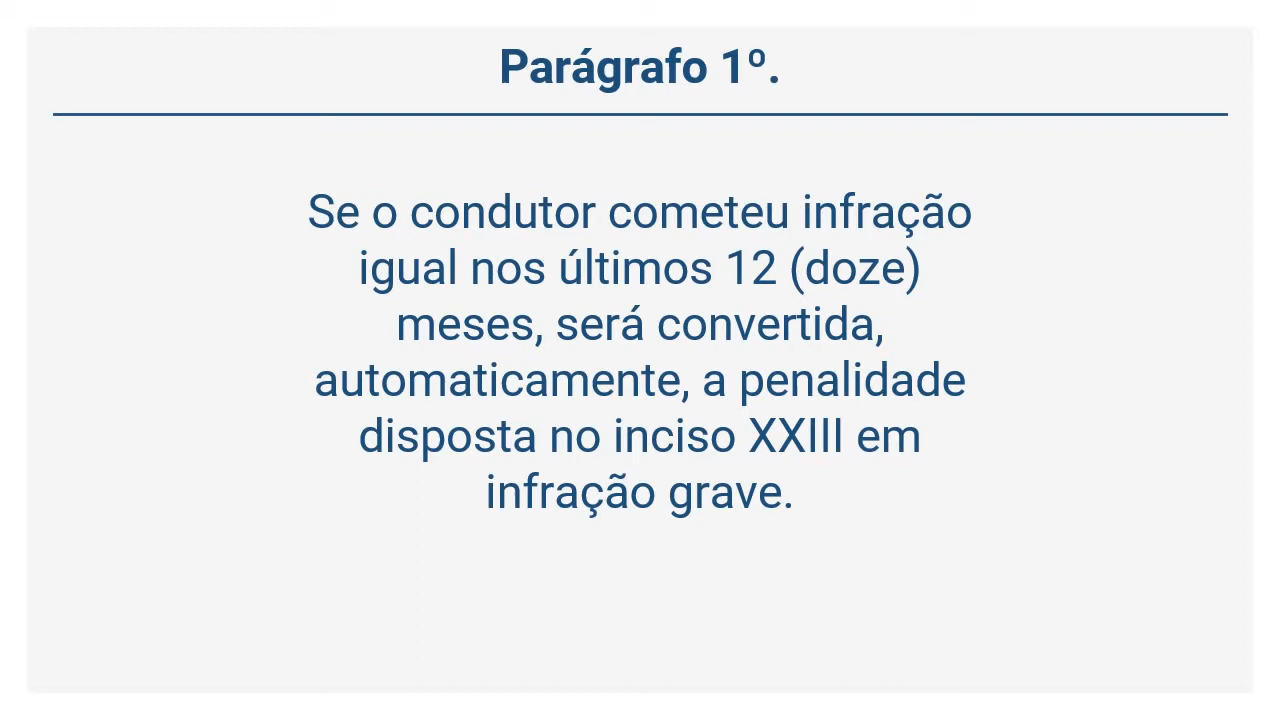 Parágrafo 1º.
Se o condutor cometeu infração
igual nos últimos 12 (doze)
meses, será convertida,
automaticamente, a penalidade
disposta no inciso XXIII em
infração grave.